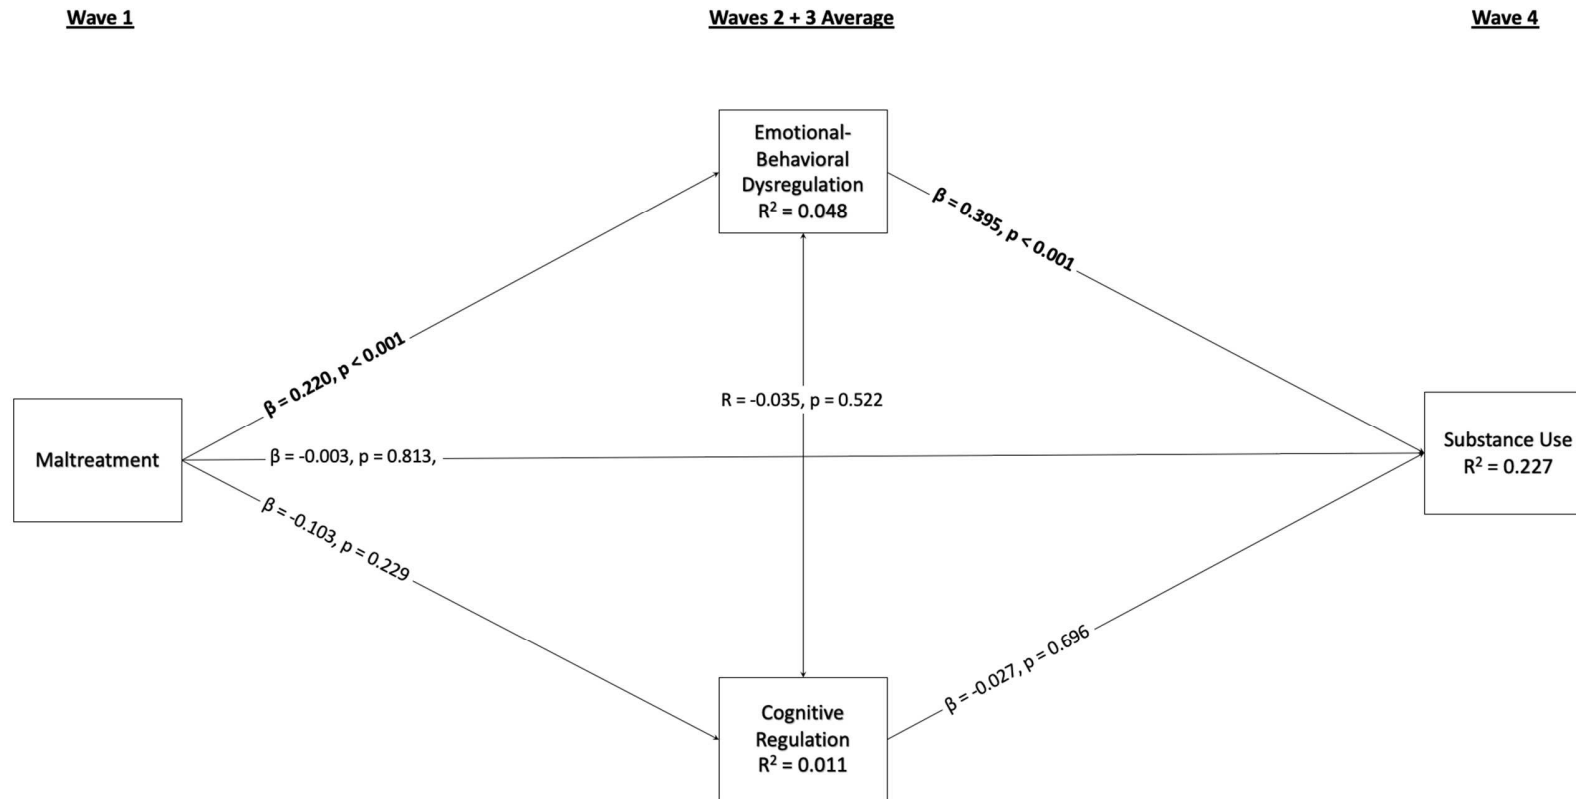 Wave 1
Waves 2 + 3 Average
Wave 4
Emotional-
Behavioral
Dysregulation
R² = 0.048
β = 0.395, p < 0.001
β = 0.220, p < 0.001
R = -0.035, p = 0.522
Maltreatment
β = -0.003, p = 0.813,
Substance Use
R² = 0.227
β = -0.103, p = 0.229
β = -0.027, p = 0.696
Cognitive
Regulation
R² = 0.011